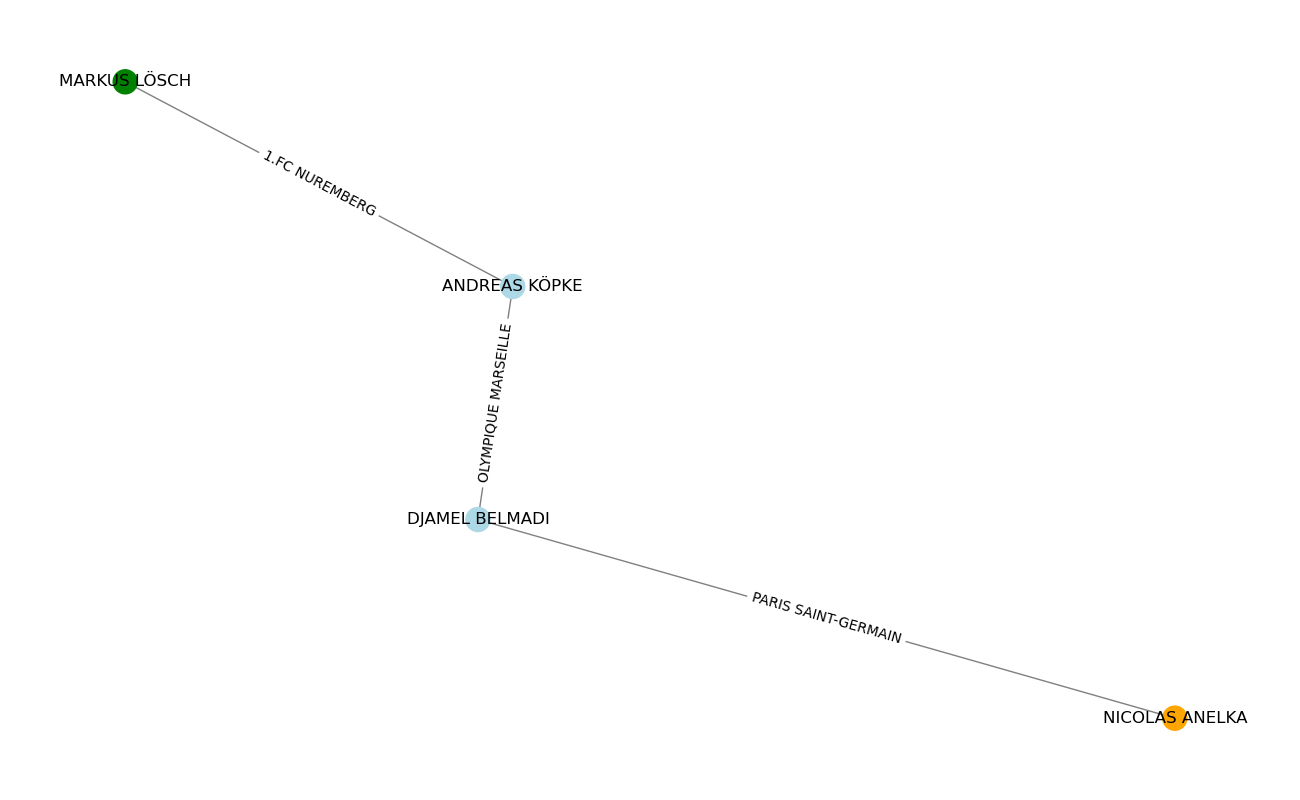 MARKUS LÖSCH
1.FC NUREMBERG
ANDREAS KÖPKE
OLYMPIQUE MARSEILLE
DJAMEL BELMADI
PARIS SAINT-GERMAIN
NICOLAS ANELKA